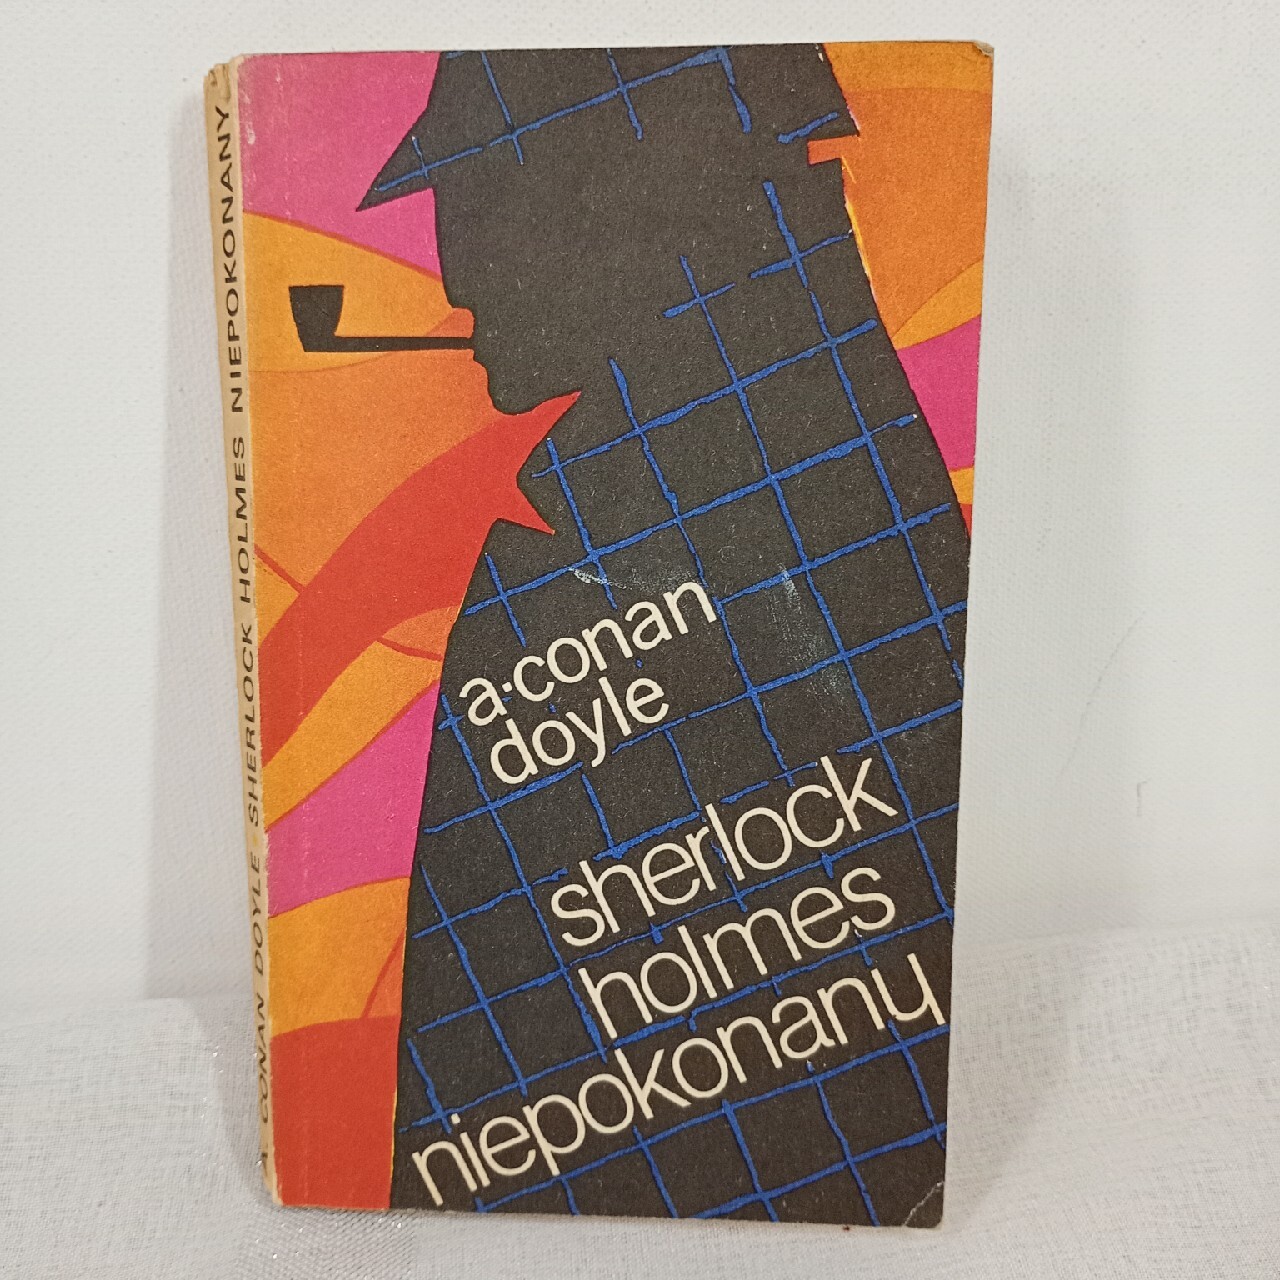 a·conan
doyle
sherlock
holmes
niepokonany
A CONAN DOYLE SHERLOCK HOLMES NIEPOKONANY